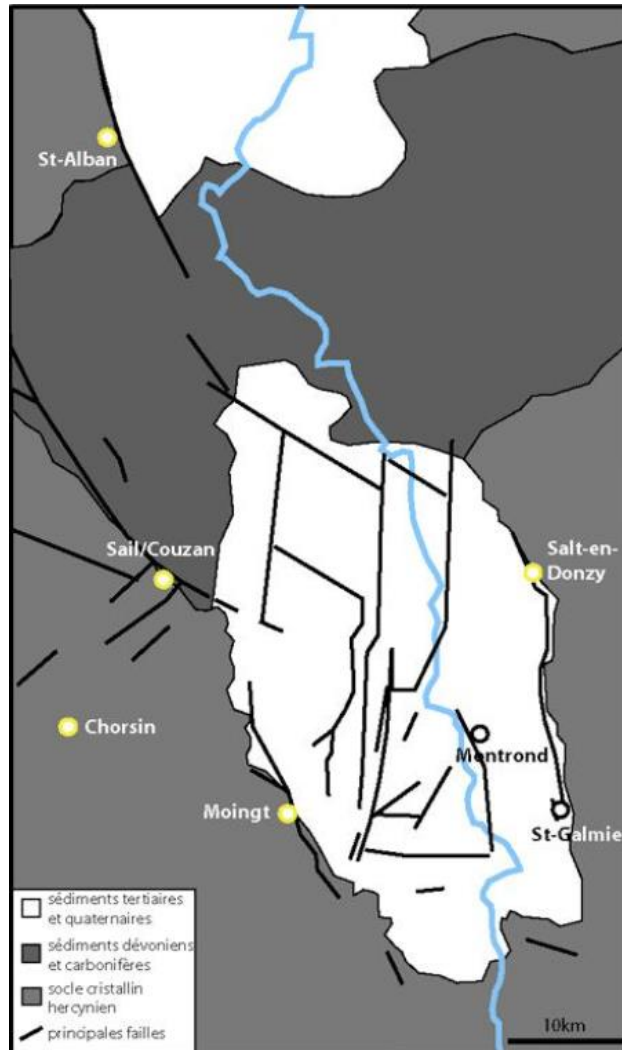 St-Alban
Sail/Couzan
Salt-en-
Donzy
Chorsin
Montrond
Moingt
St-Galmie
sédiments tertiaires
et quaternaires
sédiments dévoniens
et carbonifères
socle cristallin
hercynien
principales failles
10km